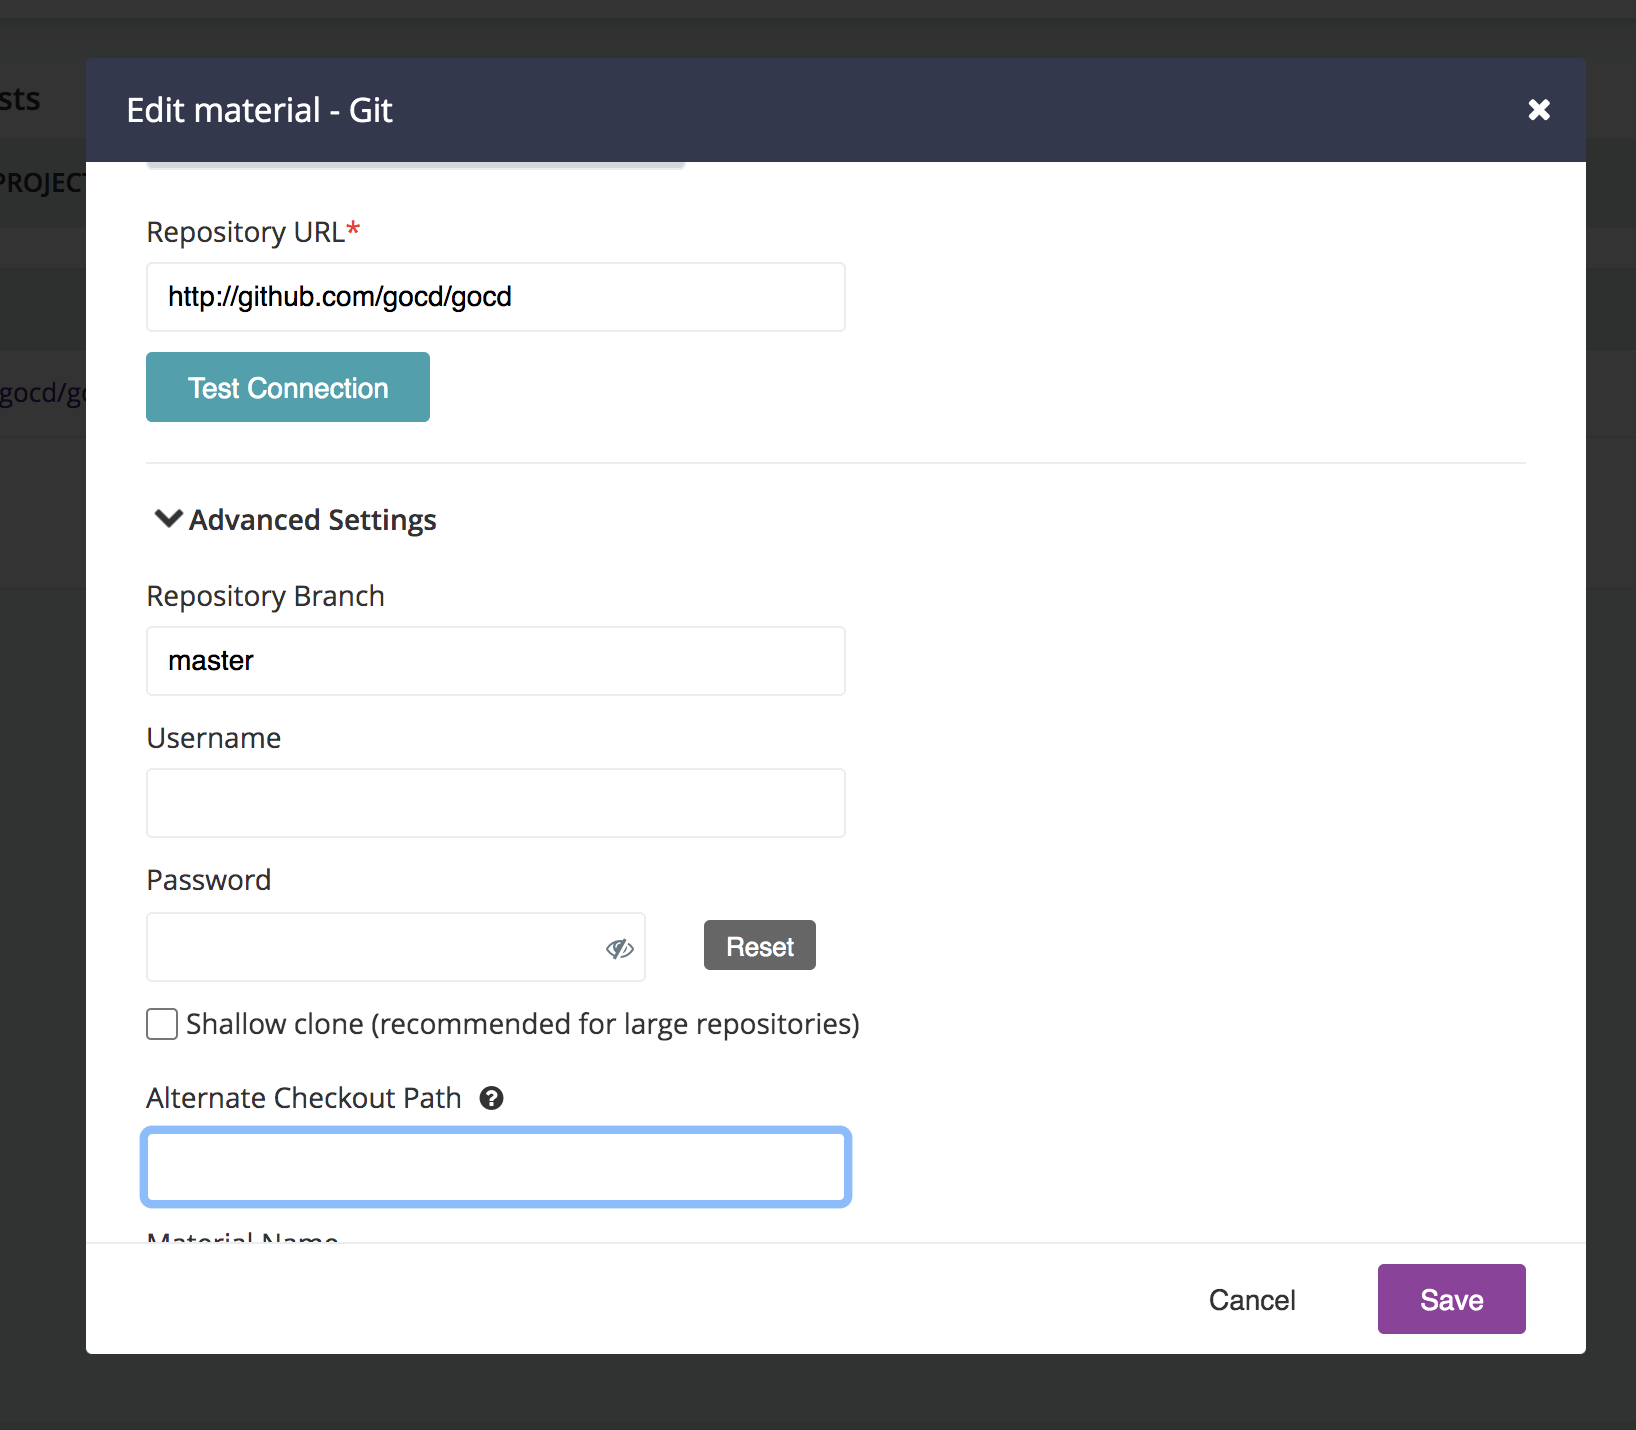 Edit material - Git
sts
PROJECT
Repository URL*
http://github.com/gocd/gocd
Test Connection
gocd/go
Advanced Settings
Repository Branch
master
Username
Password
Reset
Shallow clone (recommended for large repositories)
Alternate Checkout Path
Material Name
Cancel
Save